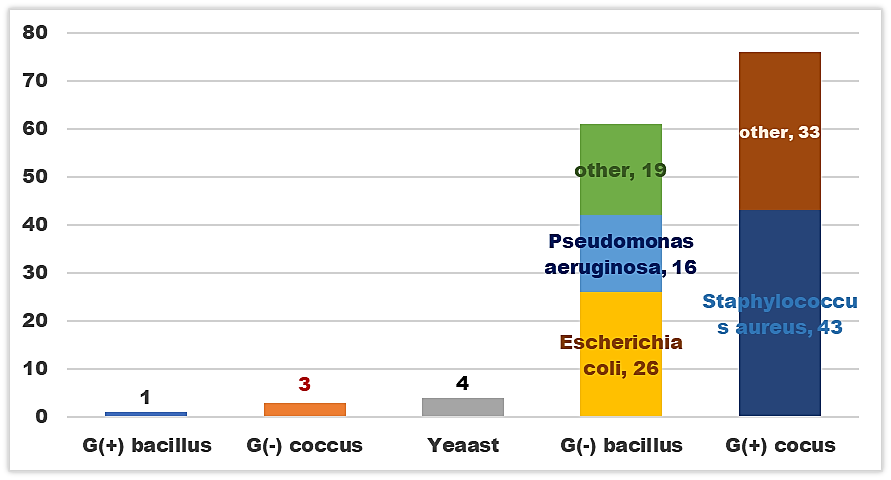 80
70
60
50
40
30
20
10
0
1
3
4
other, 19
Pseudomonas
aeruginosa, 16
Escherichia
coli, 26
other, 33
Staphylococcu
s aureus, 43
G(+) bacillus
G(-) coccus
Yeaast
G(-) bacillus
G(+) cocus